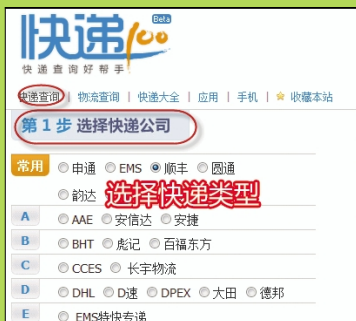 快递100 Beta
快递查询好帮手
快递查询 | 物流查询 | 快递大全 | 应用 | 手机 | 收藏本站
第 1 步 选择快递公司
常用 申通 EMS 顺丰 圆通
韵达
选择快递类型
A AAE 安信达 安捷
B BHT 彪记 百福东方
C CCES 长宇物流
D DHL D速 DPEX 大田 德邦
E EMS特快专递